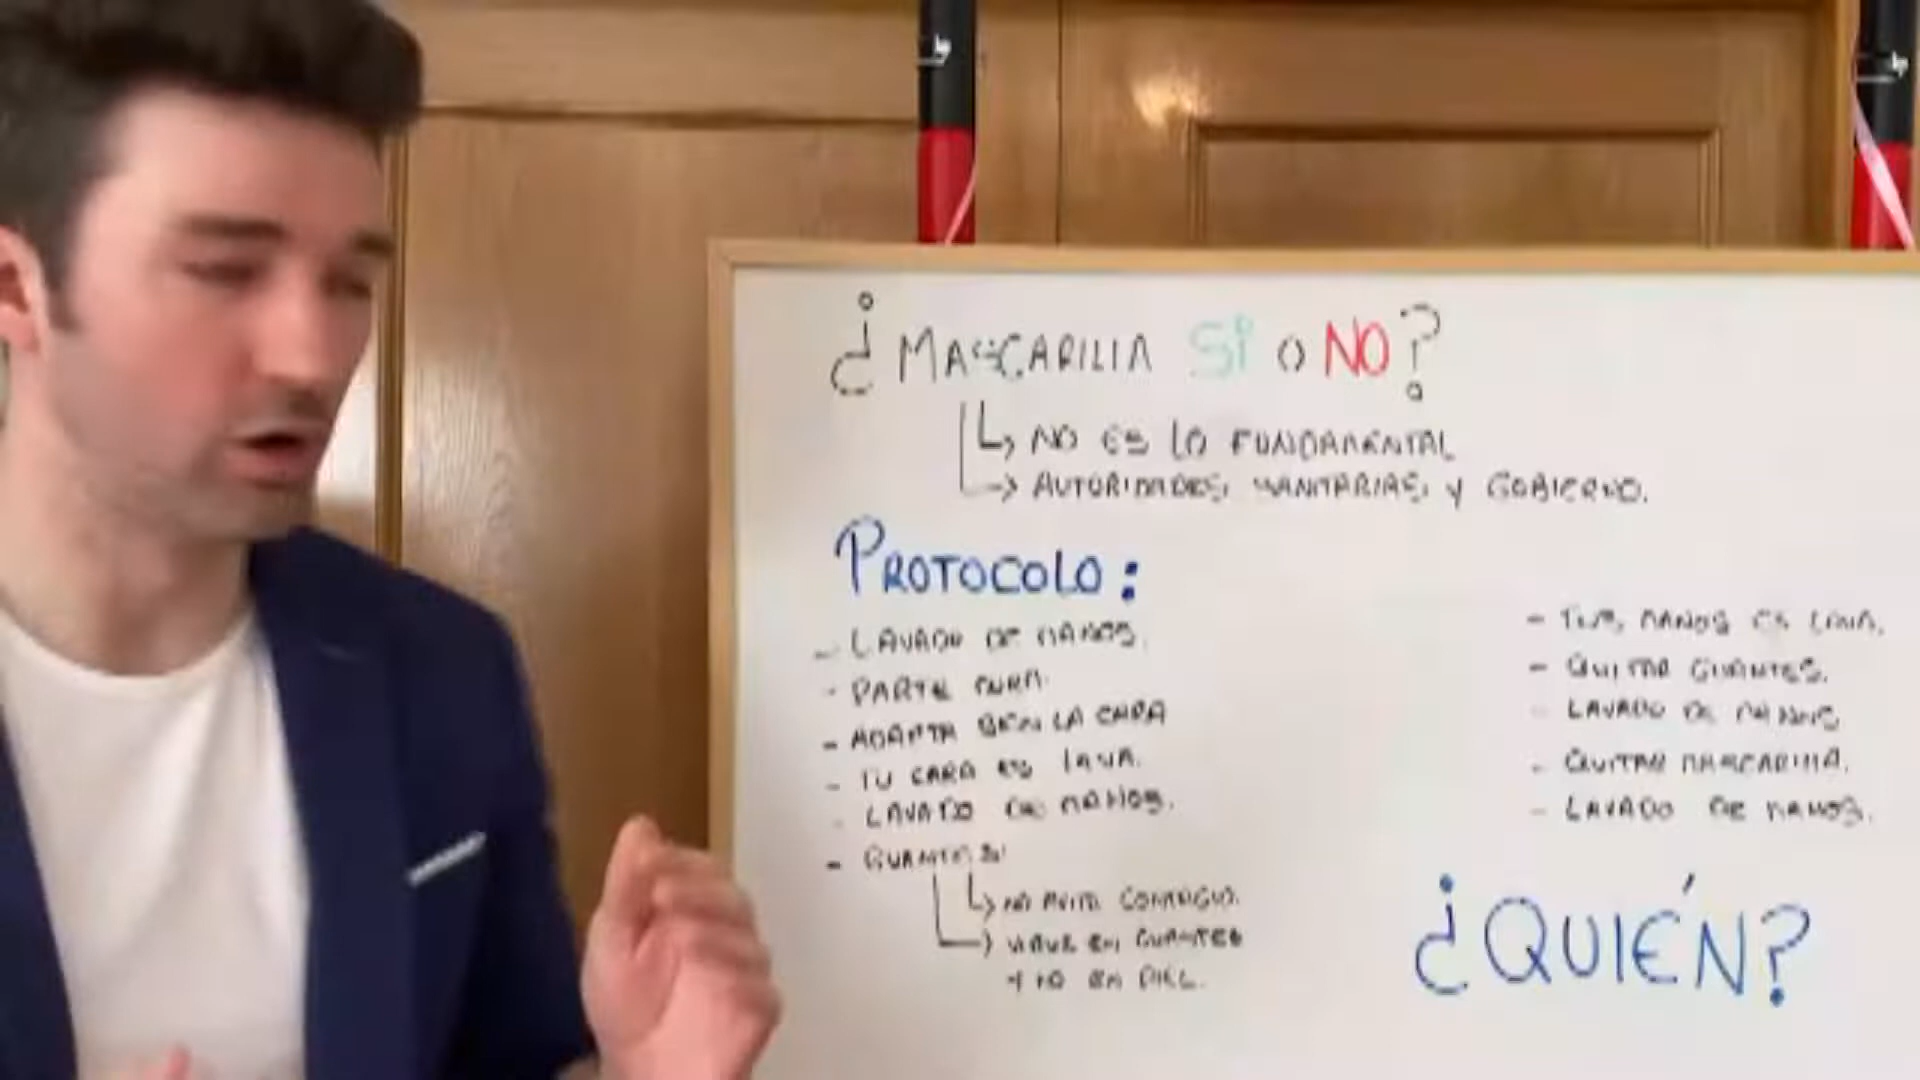 ¿MASCARILLA SÍ O NO?
NO ES LO FUNDAMENTAL
AUTORIDADES SANITARIAS Y GOBIERNO.
PROTOCOLO:
- LAVADO DE MANOS.
- PARTE DURA.
- ADAPTA BIEN LA CARA
- TU CARA ES LAVA.
- LAVADO DE MANOS.
- GUANTES
NO EVITA CONTAGIO.
VIRUS EN GUANTES
Y NO EN PIEL.
- TUS MANOS ES LAVA.
- QUITAR GUANTES.
- LAVADO DE MANOS
- QUITAR MASCARILLA.
- LAVADO DE MANOS.
¿QUIÉN?